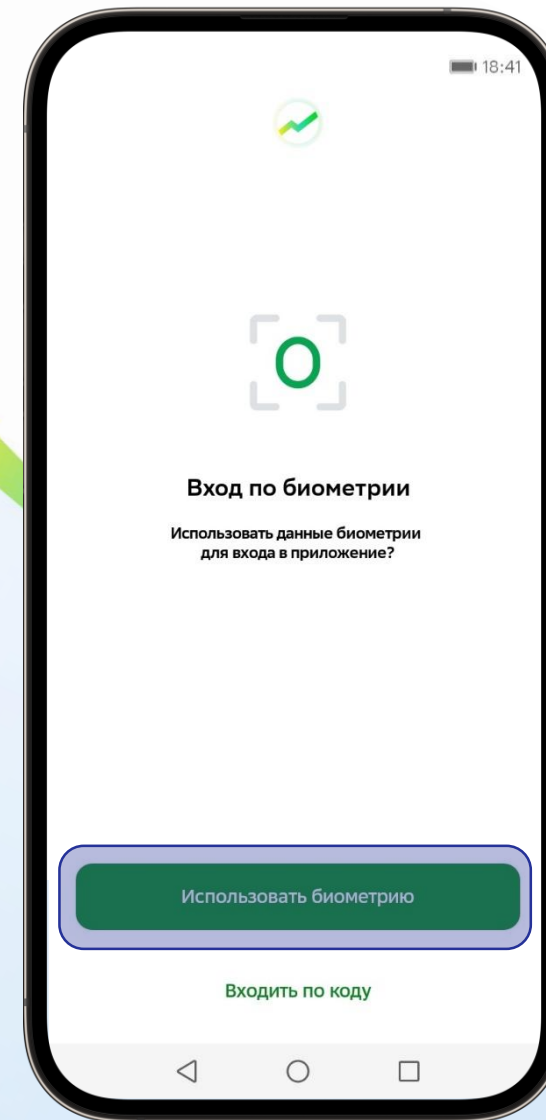 18:41
Вход по биометрии
Использовать данные биометрии
для входа в приложение?
Использовать биометрию
Входить по коду